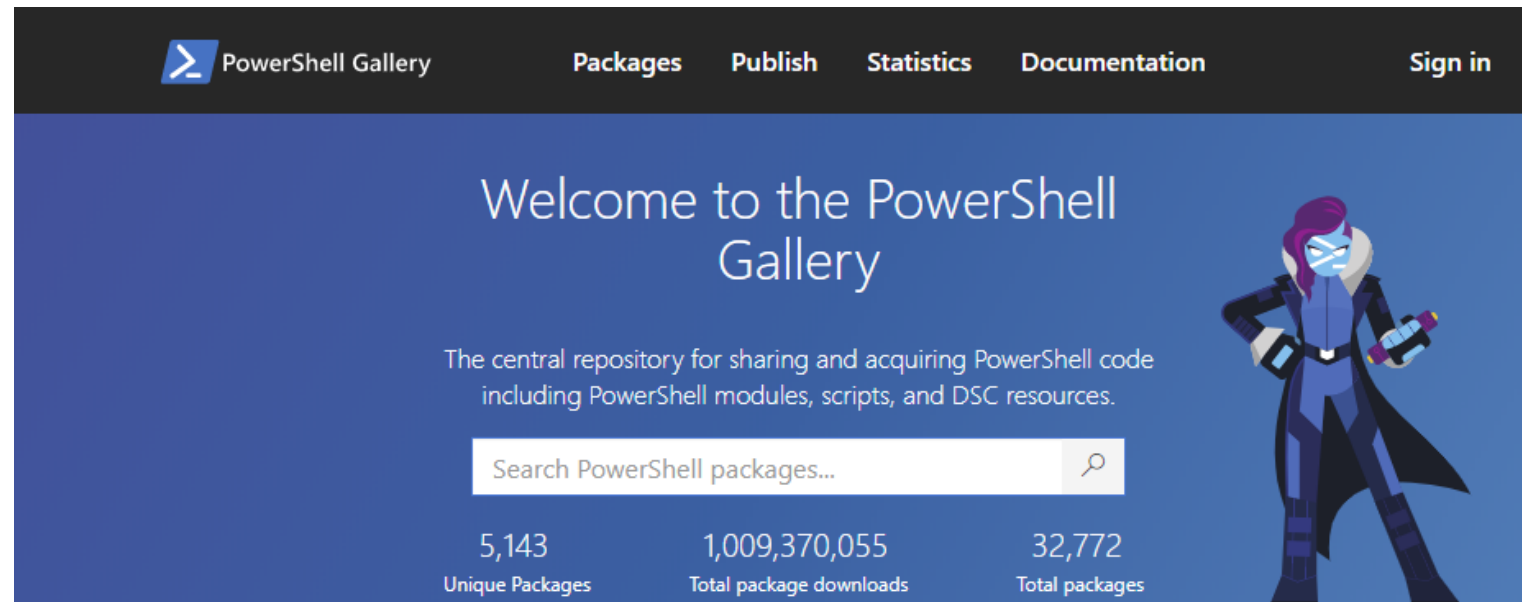 PowerShell Gallery
Packages
Publish
Statistics
Documentation
Sign in
Welcome to the PowerShell
Gallery
The central repository for sharing and acquiring PowerShell code
including PowerShell modules, scripts, and DSC resources.
Search PowerShell packages...
5,143
Unique Packages
1,009,370,055
Total package downloads
32,772
Total packages